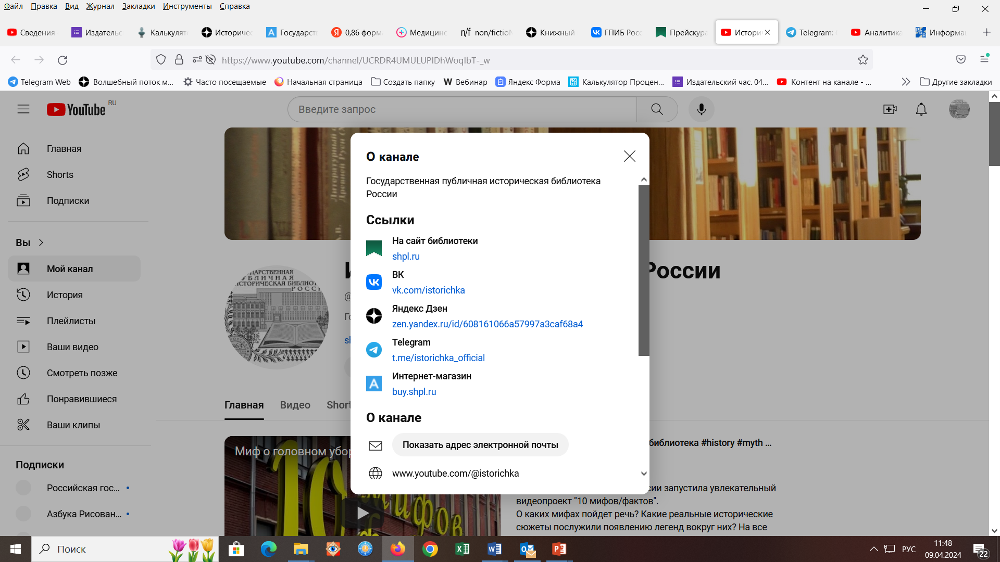 Файл Правка Вид Журнал Закладки Инструменты Справка
Сведения Издательс Калькулят Историчес Государст 0,86 форм Медицинс non/fictioN Книжный ГПИБ Росс Прейскура Истори Telegram: Аналитика Информа
https://www.youtube.com/channel/UCRDR4UMULUPlDhWoqIbT-_w
Telegram Web Волшебный поток м... Часто посещаемые Начальная страница Создать папку Вебинар Яндекс Форма Калькулятор Процен... Издательский час. 04... Контент на канале - ... Другие закладки
YouTube RU
Введите запрос
Главная
Shorts
Подписки
Вы
Мой канал
История
Плейлисты
Ваши видео
Смотреть позже
Понравившиеся
Ваши клипы
Подписки
Российская гос...
Азбука Рисован...
России
Главная Видео Short
Миф о головном убор
10 мифов
библиотека #history #myth ...
сии запустила увлекательный
видеопроект "10 мифов/фактов".
О каких мифах пойдет речь? Какие реальные исторические
сюжеты послужили появлению легенд вокруг них? На все
О канале
Государственная публичная историческая библиотека
России
Ссылки
На сайт библиотеки
shpl.ru
ВК
vk.com/istorichka
Яндекс Дзен
zen.yandex.ru/id/608161066a57997a3caf68a4
Telegram
t.me/istorichka_official
Интернет-магазин
buy.shpl.ru
О канале
Показать адрес электронной почты
www.youtube.com/@istorichka
Поиск
РУС
11:48
09.04.2024
22